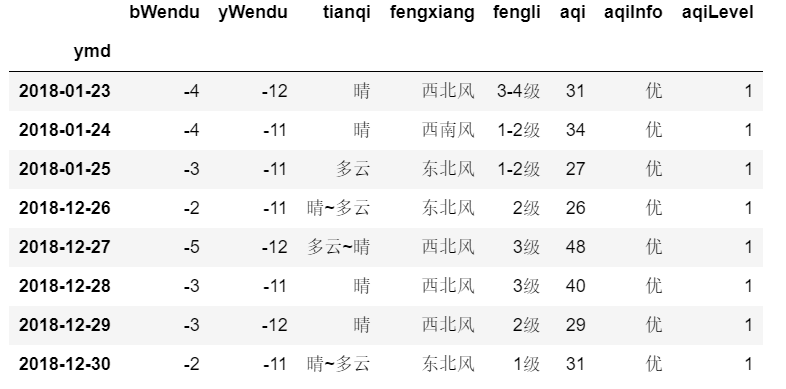 bWendu yWendu tianqi fengxiang fengli aqi aqiInfo aqiLevel
ymd
2018-01-23 -4 -12 晴 西北风 3-4级 31 优 1
2018-01-24 -4 -11 晴 西南风 1-2级 34 优 1
2018-01-25 -3 -11 多云 东北风 1-2级 27 优 1
2018-12-26 -2 -11 晴~多云 东北风 2级 26 优 1
2018-12-27 -5 -12 多云~晴 西北风 3级 48 优 1
2018-12-28 -3 -11 晴 西北风 3级 40 优 1
2018-12-29 -3 -12 晴 西北风 2级 29 优 1
2018-12-30 -2 -11 晴~多云 东北风 1级 31 优 1